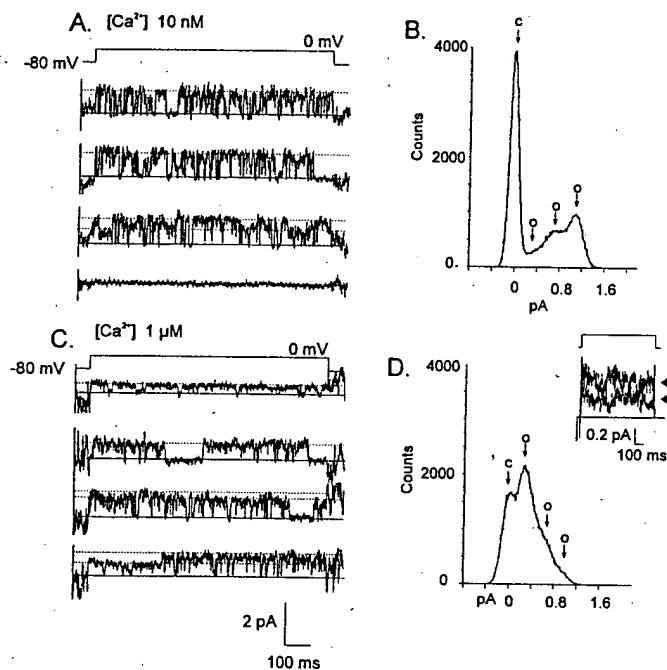 A. [Ca²⁺] 10 nM
0 mV
-80 mV
B.
4000
2000
0.
Counts
c
o
o
o
0 0.8 1.6
pA
C. [Ca²⁺] 1 µM
0 mV
-80 mV
2 pA
100 ms
D.
4000
2000
0
Counts
c
o
o
o
pA 0 0.8 1.6
0.2 pA
100 ms